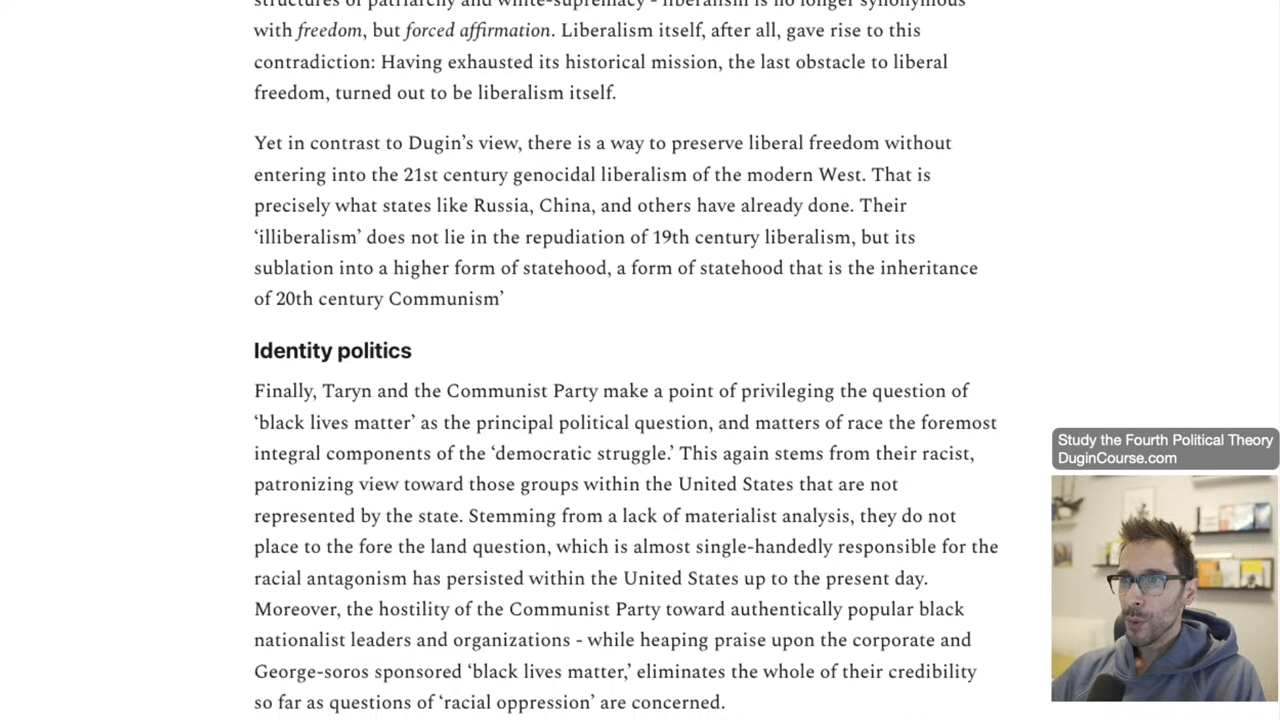 structures of patriarchy and white-supremacy - liberalism is no longer synonymous
with freedom, but forced affirmation. Liberalism itself, after all, gave rise to this
contradiction: Having exhausted its historical mission, the last obstacle to liberal
freedom, turned out to be liberalism itself.
Yet in contrast to Dugin’s view, there is a way to preserve liberal freedom without
entering into the 21st century genocidal liberalism of the modern West. That is
precisely what states like Russia, China, and others have already done. Their
‘illiberalism’ does not lie in the repudiation of 19th century liberalism, but its
sublation into a higher form of statehood, a form of statehood that is the inheritance
of 20th century Communism’
Identity politics
Finally, Taryn and the Communist Party make a point of privileging the question of
‘black lives matter’ as the principal political question, and matters of race the foremost
integral components of the ‘democratic struggle.’ This again stems from their racist,
patronizing view toward those groups within the United States that are not
represented by the state. Stemming from a lack of materialist analysis, they do not
place to the fore the land question, which is almost single-handedly responsible for the
racial antagonism has persisted within the United States up to the present day.
Moreover, the hostility of the Communist Party toward authentically popular black
nationalist leaders and organizations - while heaping praise upon the corporate and
George-soros sponsored ‘black lives matter,’ eliminates the whole of their credibility
so far as questions of ‘racial oppression’ are concerned.
Study the Fourth Political Theory
DuginCourse.com